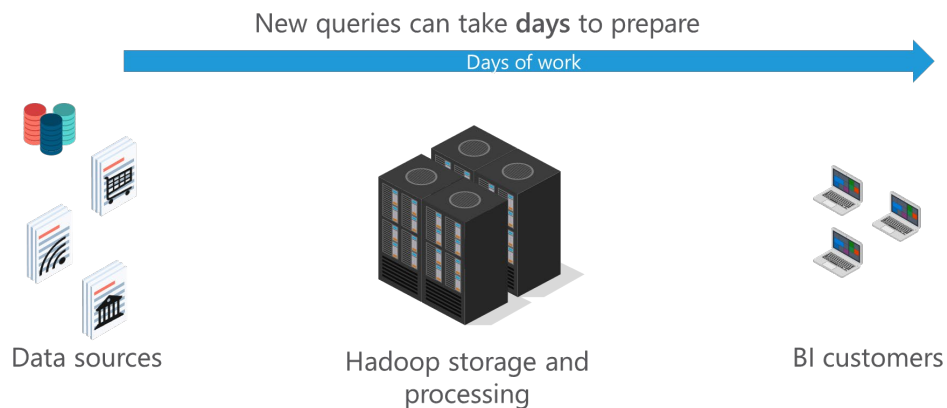 New queries can take days to prepare
Days of work
Data sources
Hadoop storage and
processing
BI customers